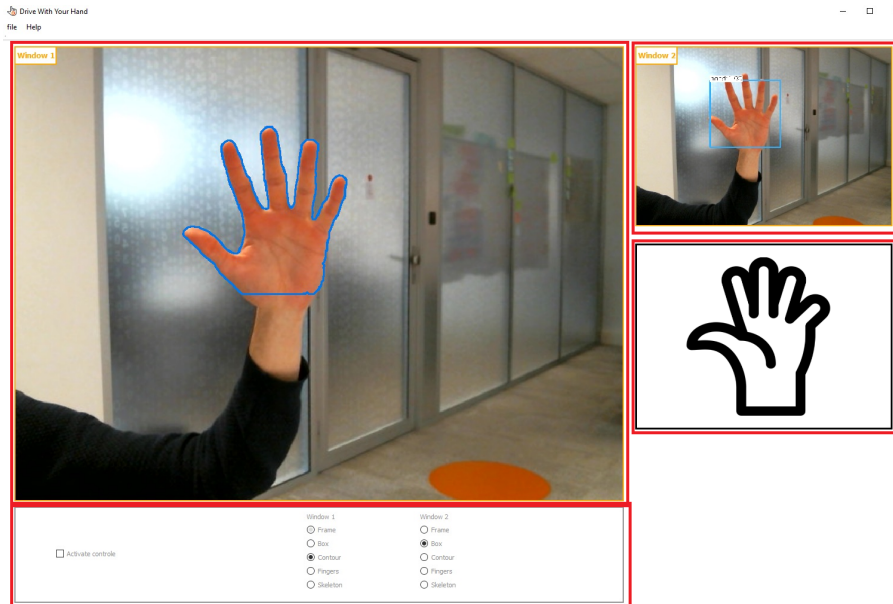 Drive With Your Hand
file Help
Window 1
Window 2
Window 1
Window 2
Frame
Frame
Box
Box
Activate controle
Contour
Contour
Fingers
Fingers
Skeleton
Skeleton